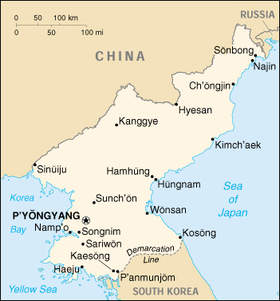 0 50 100 km
0 50 100 mi
RUSSIA
CHINA
Sŏnbong
Najin
Ch'ŏngjin
Hyesan
Kanggye
Kimch'aek
Sinŭiju
Hamhŭng
Hŭngnam
Korea
Bay
Sunch'ŏn
Sea
of
Japan
P'YŎNGYANG
Wŏnsan
Namp'o
Songnim
Kosŏng
Sariwŏn
Demarcation
Line
Kaesŏng
Haeju
P'anmunjŏm
Yellow Sea
SOUTH KOREA